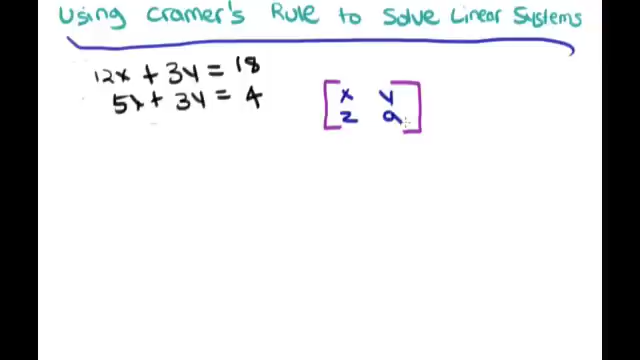 Using Cramer's Rule to Solve Linear Systems
12x + 3y = 18
5x + 3y = 4
x y
z a